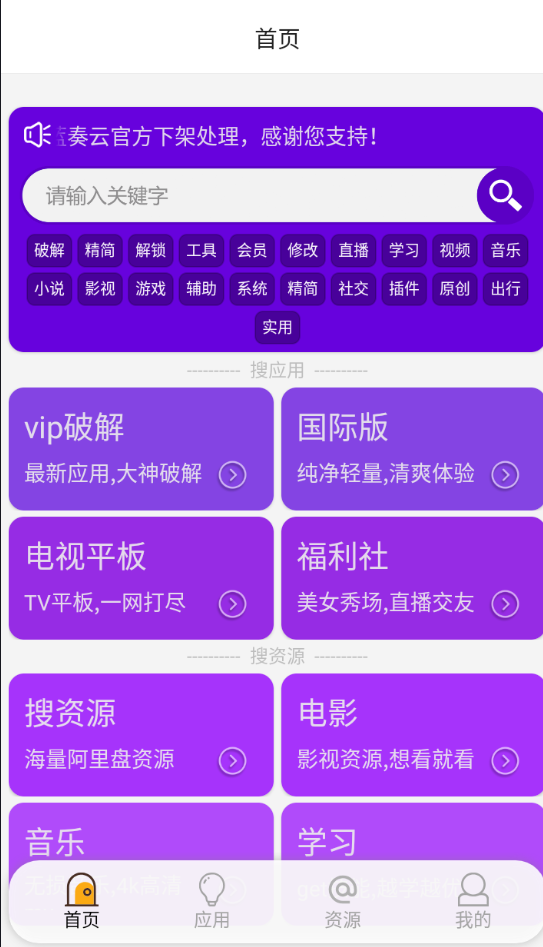 首页
蓝奏云官方下架处理，感谢您支持！
请输入关键字
破解 精简 解锁 工具 会员 修改 直播 学习 视频 音乐
小说 影视 游戏 辅助 系统 精简 社交 插件 原创 出行
实用
---------- 搜应用 ----------
vip破解 国际版
最新应用,大神破解 纯净轻量,清爽体验
电视平板 福利社
TV平板,一网打尽 美女秀场,直播交友
---------- 搜资源 ----------
搜资源 电影
海量阿里盘资源 影视资源,想看就看
音乐 学习
4k高清
首页 应用 资源 我的